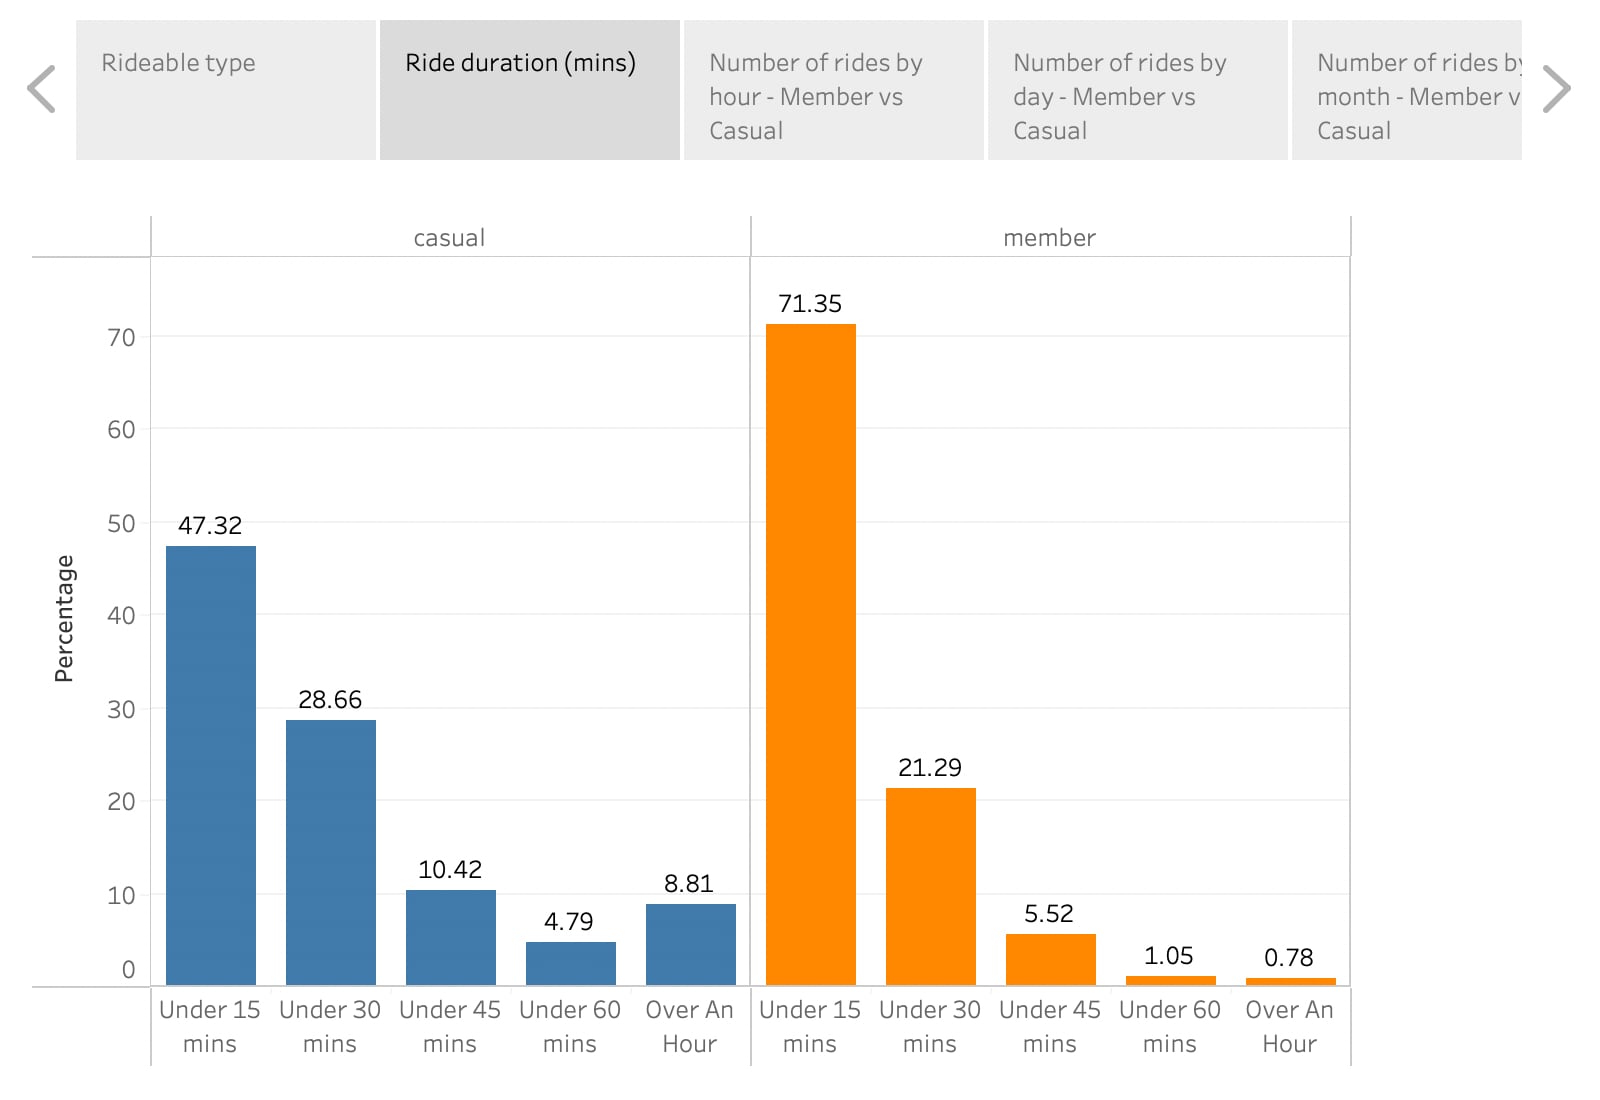 Rideable type
Ride duration (mins)
Number of rides by
hour - Member vs
Casual
Number of rides by
day - Member vs
Casual
Number of rides by
month - Member v
Casual
casual
member
Percentage
70
60
50
40
30
20
10
0
47.32
28.66
10.42
4.79
8.81
71.35
21.29
5.52
1.05
0.78
Under 15
mins
Under 30
mins
Under 45
mins
Under 60
mins
Over An
Hour
Under 15
mins
Under 30
mins
Under 45
mins
Under 60
mins
Over An
Hour